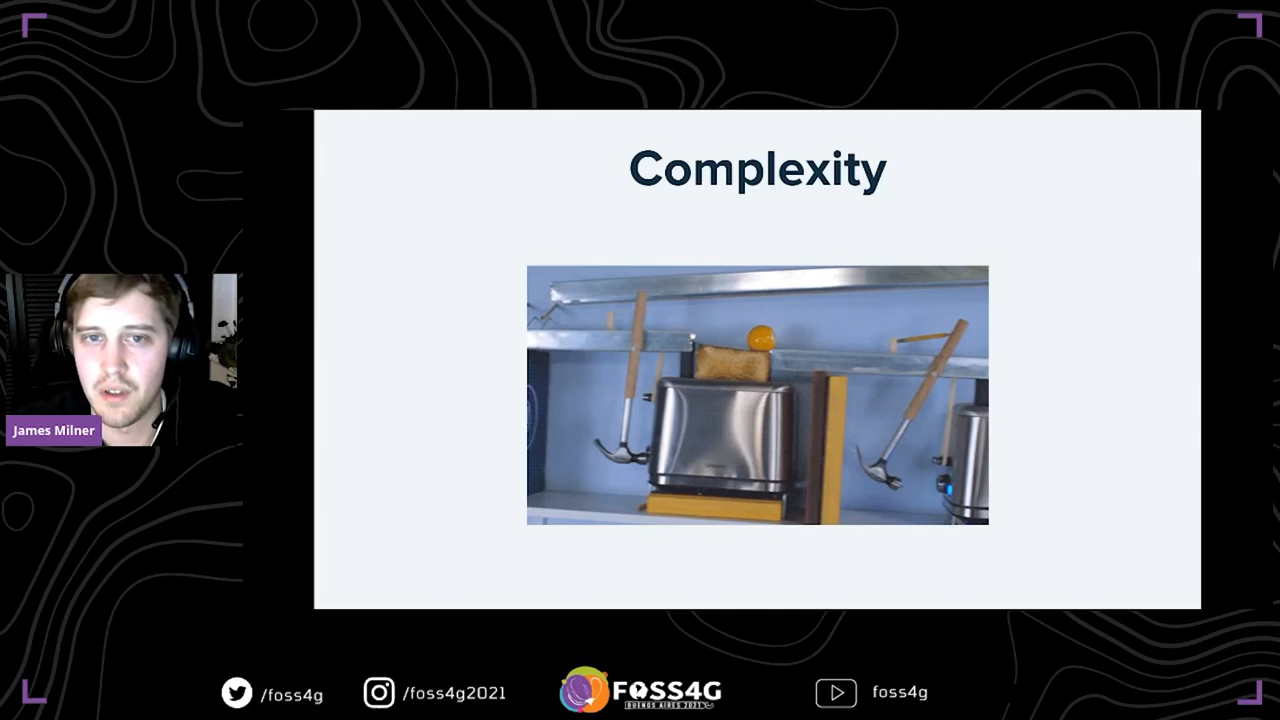 Complexity
James Milner
/foss4g
/foss4g2021
FOSS4G
BUENOS AIRES 2021
foss4g